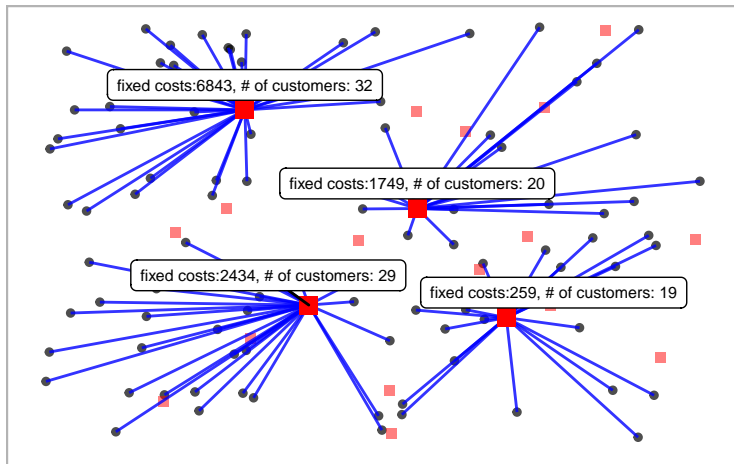 fixed costs:6843, # of customers: 32
fixed costs:1749, # of customers: 20
fixed costs:2434, # of customers: 29
fixed costs:259, # of customers: 19